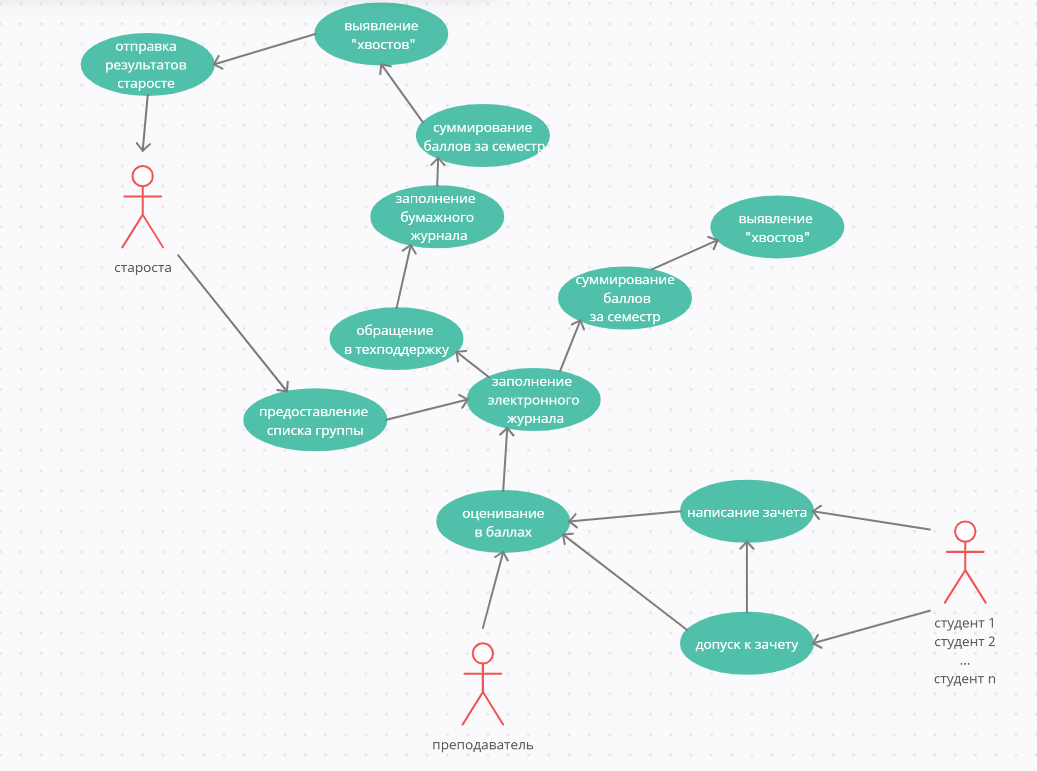 выявление
"хвостов"
отправка
результатов
старосте
суммирование
баллов за семестр
заполнение
бумажного
журнала
выявление
"хвостов"
староста
суммирование
баллов
за семестр
обращение
в техподдержку
заполнение
электронного
журнала
предоставление
списка группы
оценивание
в баллах
написание зачета
студент 1
студент 2
...
студент n
допуск к зачету
преподаватель